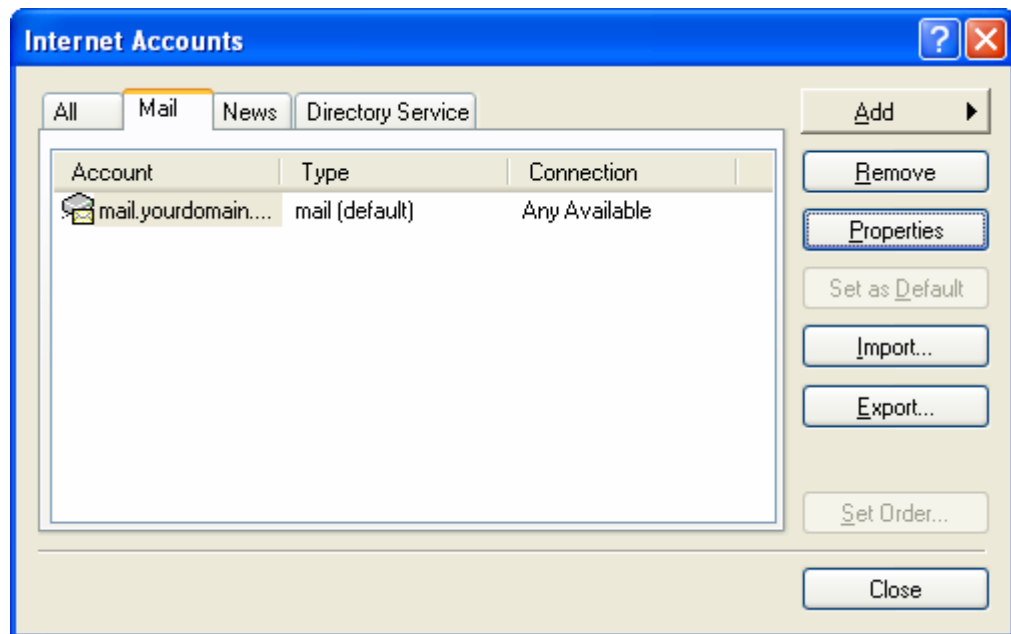 Internet Accounts
All Mail News Directory Service
Add
Remove
Properties
Set as Default
Import...
Export...
Set Order...
Close
Account Type Connection
mail.yourdomain.... mail (default) Any Available